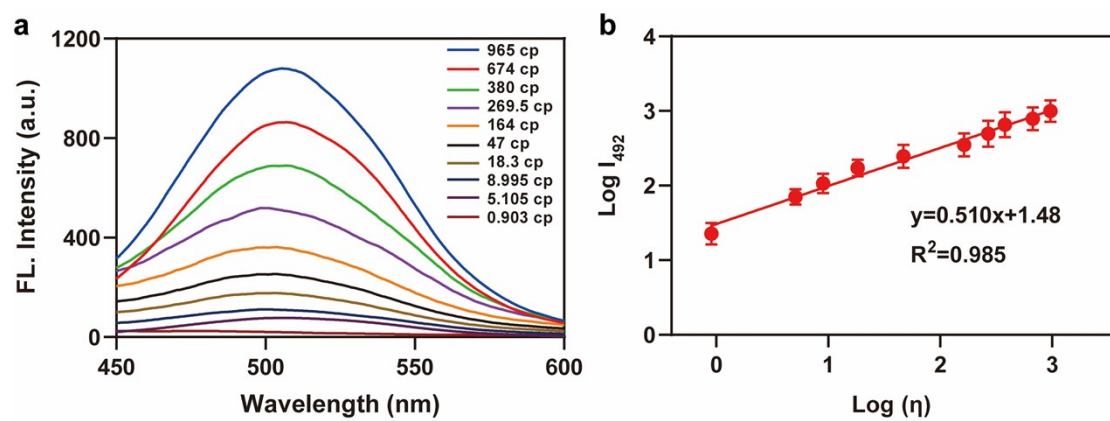 a
1200
800
400
0
FL. Intensity (a.u.)
450
500
550
600
Wavelength (nm)
965 cp
674 cp
380 cp
269.5 cp
164 cp
47 cp
18.3 cp
8.995 cp
5.105 cp
0.903 cp
b
4
3
2
1
0
Log I₄₉₂
0
1
2
3
Log (η)
y=0.510x+1.48
R²=0.985